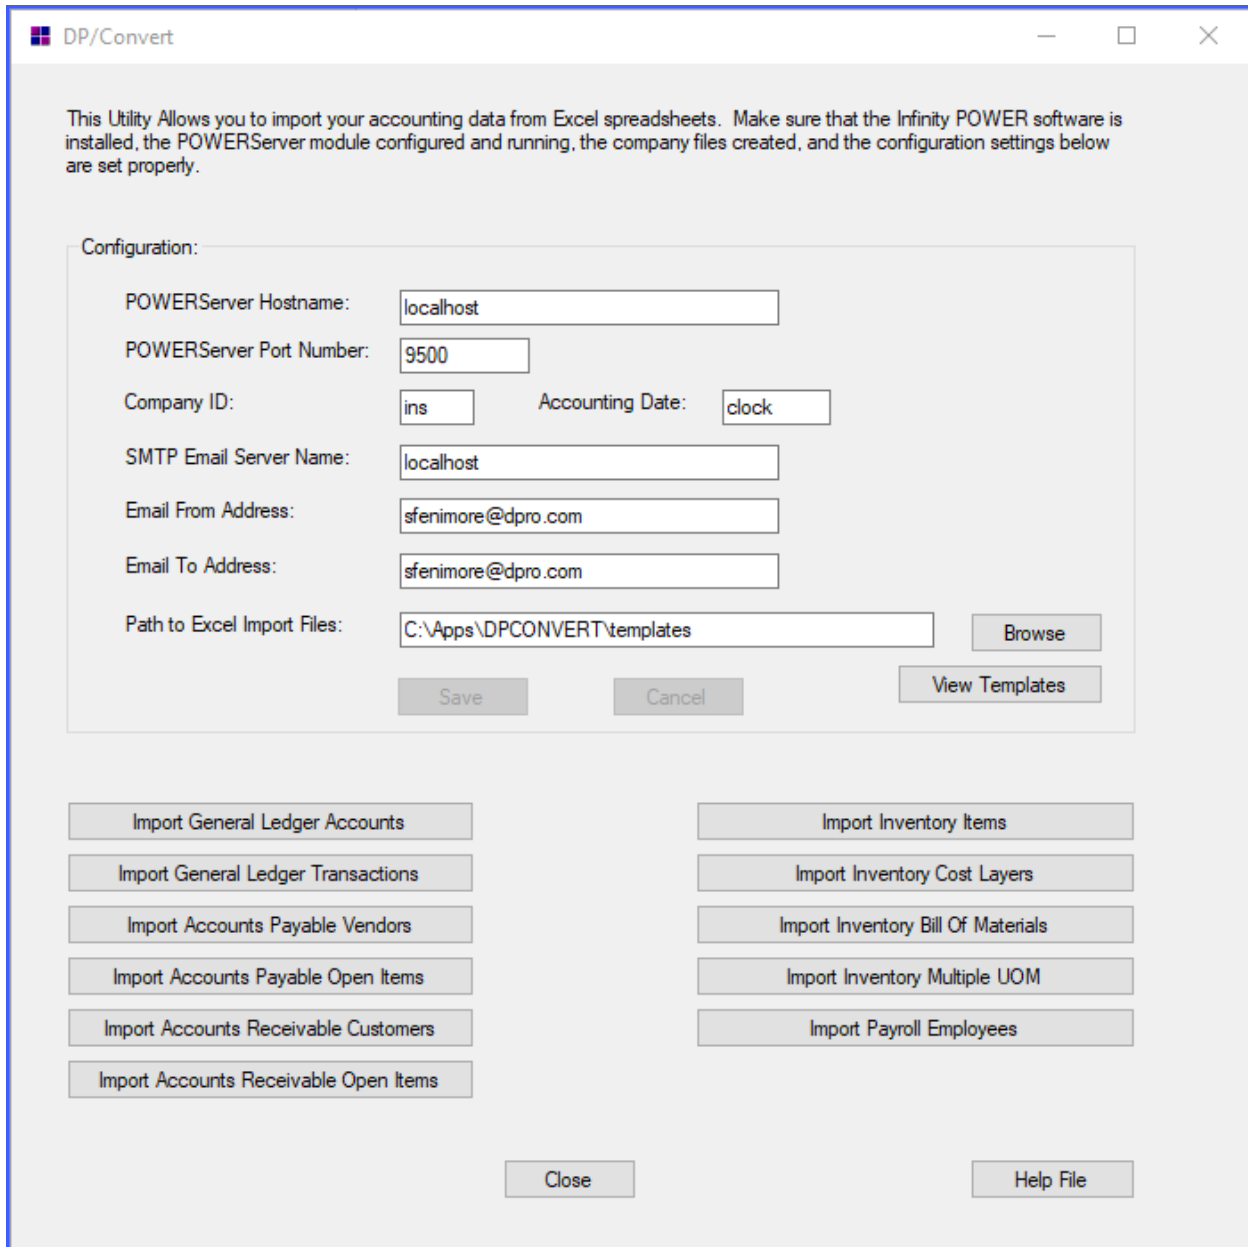 DP/Convert
This Utility Allows you to import your accounting data from Excel spreadsheets.  Make sure that the Infinity POWER software is
installed, the POWERServer module configured and running, the company files created, and the configuration settings below
are set properly.
Configuration:
POWERServer Hostname: localhost
POWERServer Port Number: 9500
Company ID: ins Accounting Date: clock
SMTP Email Server Name: localhost
Email From Address: sfenimore@dpro.com
Email To Address: sfenimore@dpro.com
Path to Excel Import Files: C:\Apps\DPCONVERT\templates Browse
Save Cancel View Templates
Import General Ledger Accounts Import Inventory Items
Import General Ledger Transactions Import Inventory Cost Layers
Import Accounts Payable Vendors Import Inventory Bill Of Materials
Import Accounts Payable Open Items Import Inventory Multiple UOM
Import Accounts Receivable Customers Import Payroll Employees
Import Accounts Receivable Open Items
Close Help File